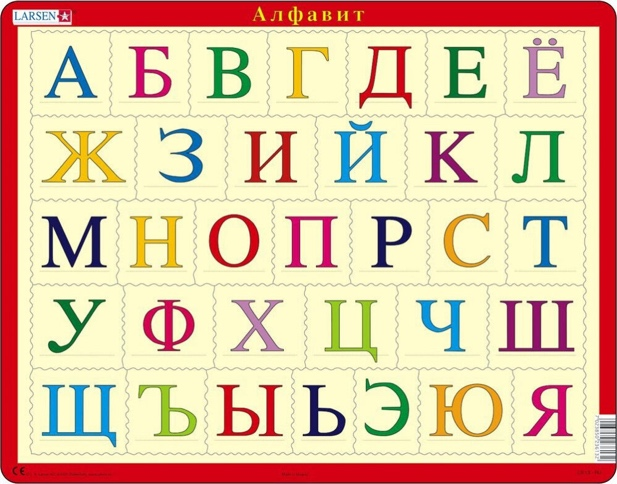 LARSEN
Алфавит
А Б В Г Д Е Ё
Ж З И Й К Л
М Н О П Р С Т
У Ф Х Ц Ч Ш
Щ Ъ Ы Ь Э Ю Я